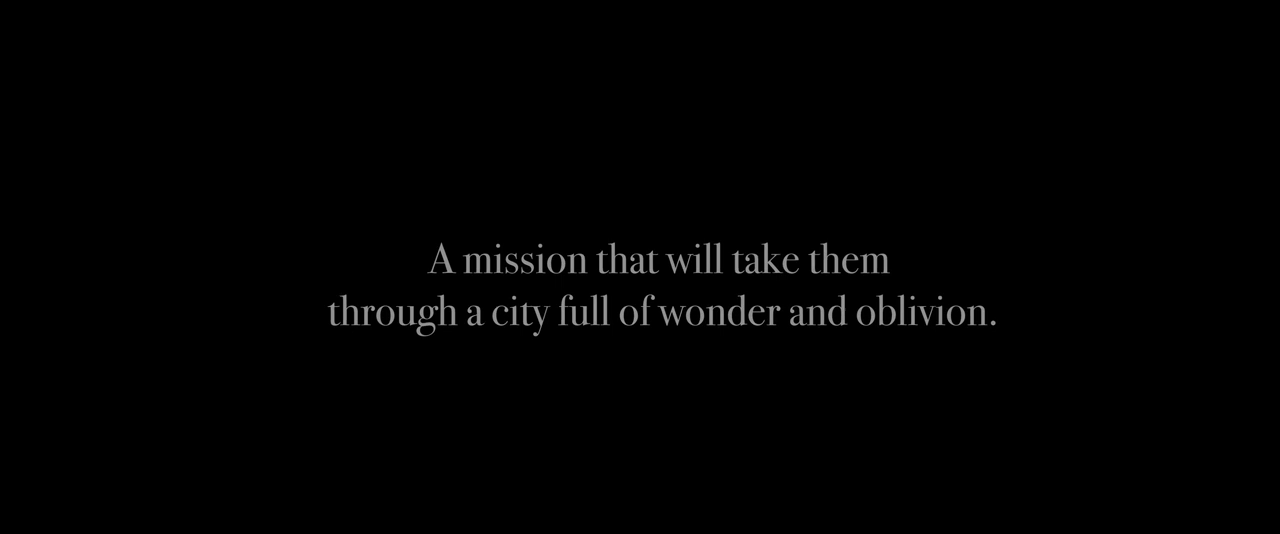 A mission that will take them
through a city full of wonder and oblivion.